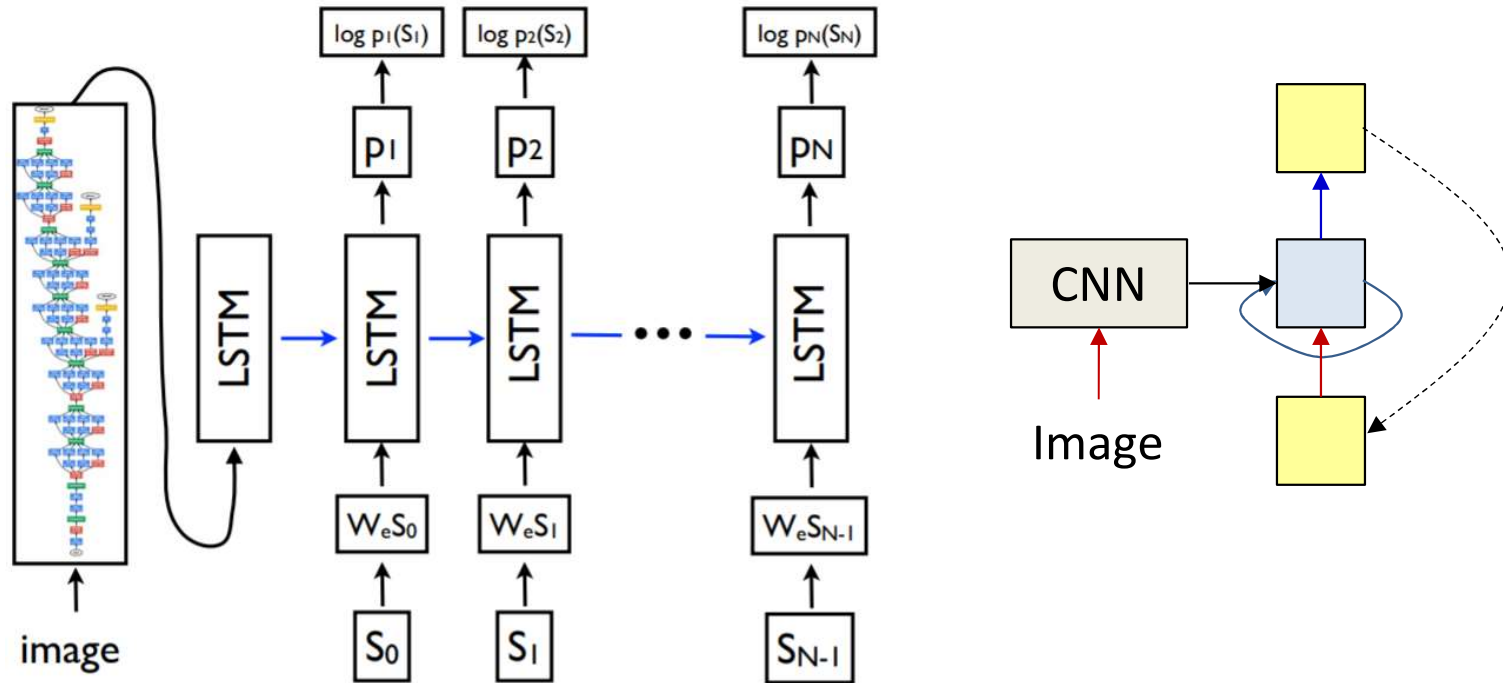 log p₁(S₁)
log p₂(S₂)
log pN(SN)
p₁
p₂
pN
LSTM
LSTM
LSTM
•••
LSTM
WₑS₀
WₑS₁
WₑSN-1
image
S₀
S₁
SN-1
CNN
Image